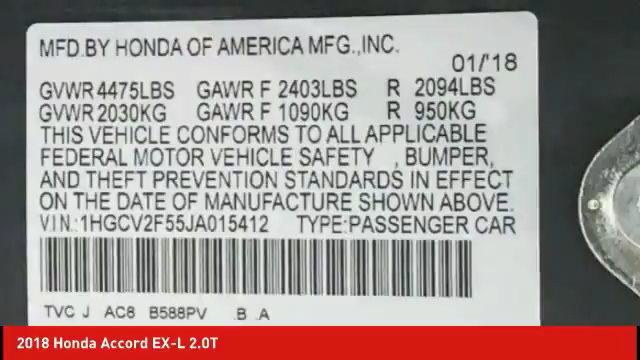 MFD.BY HONDA OF AMERICA MFG.,INC.
01/'18
GVWR 4475LBS GAWR F 2403LBS R 2094LBS
GVWR 2030KG GAWR F 1090KG R 950KG
THIS VEHICLE CONFORMS TO ALL APPLICABLE
FEDERAL MOTOR VEHICLE SAFETY , BUMPER,
AND THEFT PREVENTION STANDARDS IN EFFECT
ON THE DATE OF MANUFACTURE SHOWN ABOVE.
V.I.N.:1HGCV2F55JA015412 TYPE:PASSENGER CAR
TVC J AC8 B588PV .B .A
2018 Honda Accord EX-L 2.0T